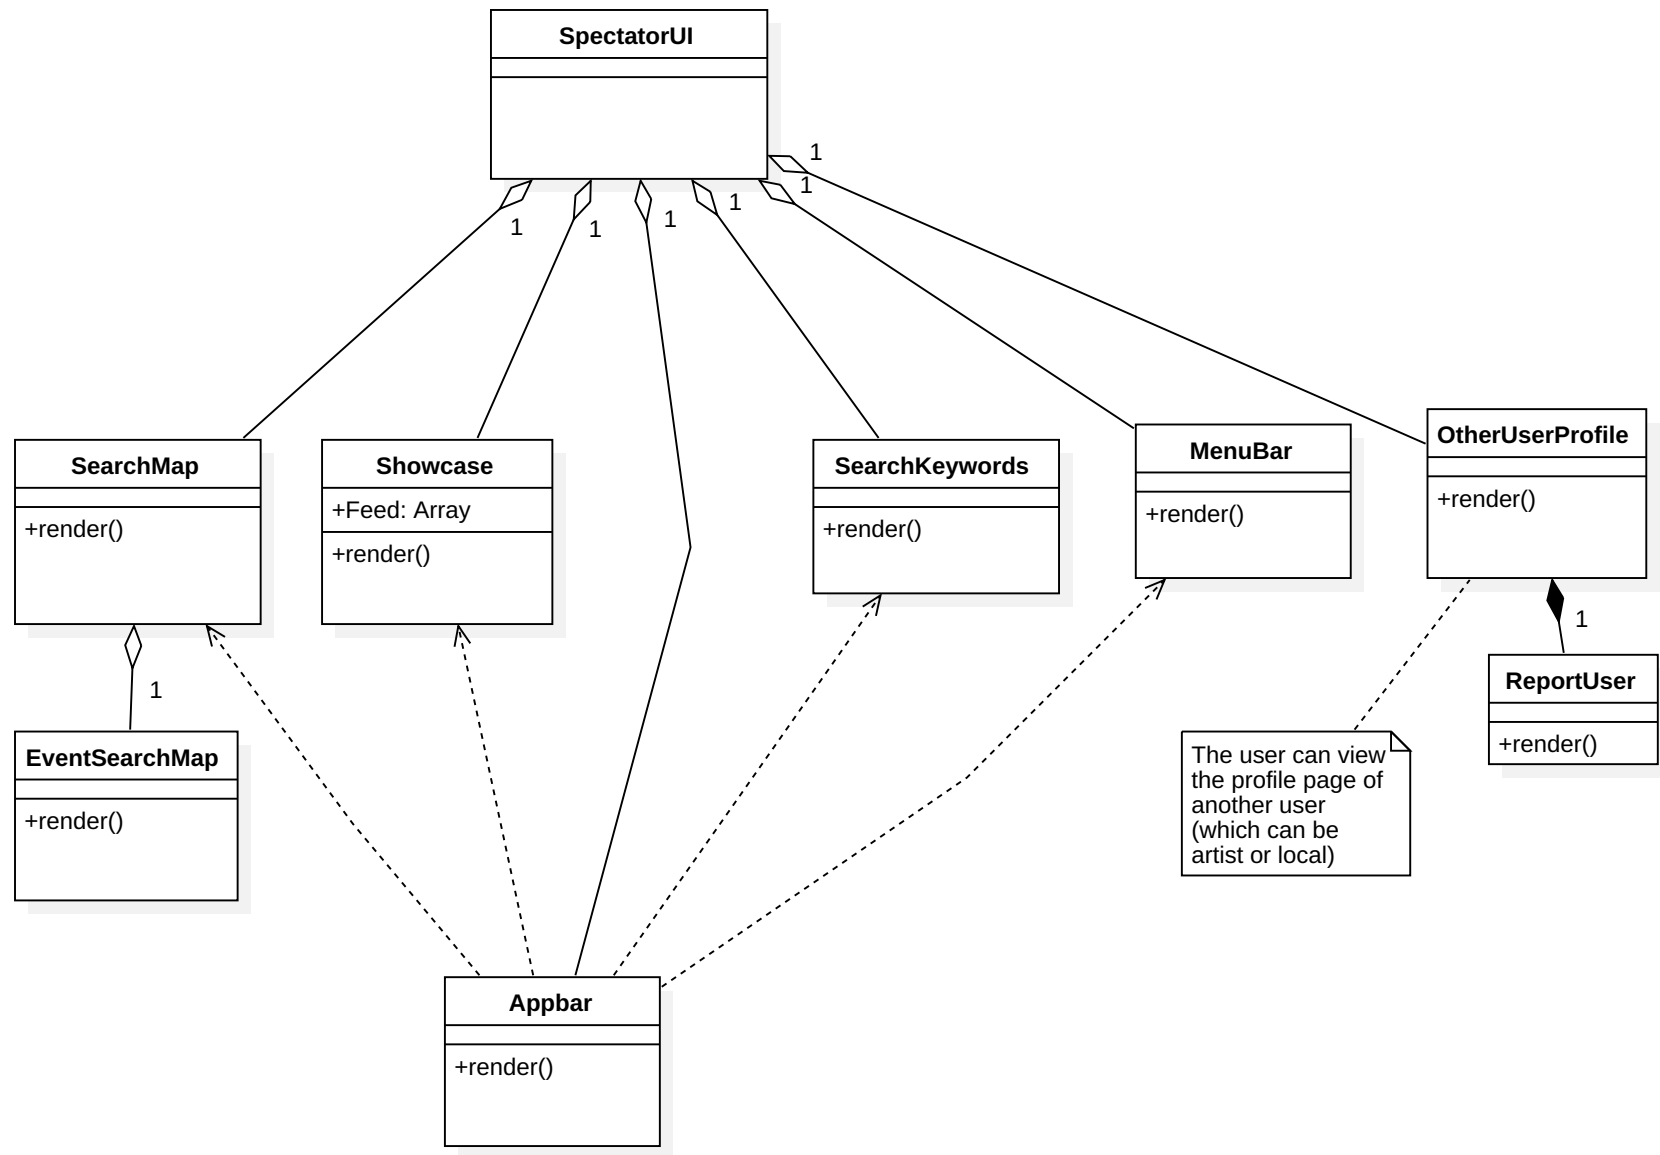 SpectatorUI
1
1
1
1
1
1
SearchMap
+render()
Showcase
+Feed: Array
+render()
SearchKeywords
+render()
MenuBar
+render()
OtherUserProfile
+render()
1
1
EventSearchMap
+render()
ReportUser
+render()
The user can view
the profile page of
another user
(which can be
artist or local)
Appbar
+render()